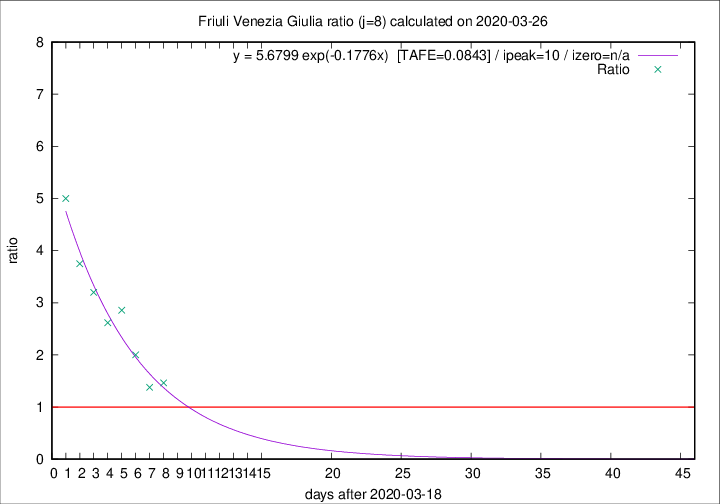 Friuli Venezia Giulia ratio (j=8) calculated on 2020-03-26
y = 5.6799 exp(-0.1776x) [TAFE=0.0843] / ipeak=10 / izero=n/a
Ratio
8
7
6
5
4
3
2
1
0
ratio
0 1 2 3 4 5 6 7 8 9 10 11 12 13 14 15 20 25 30 35 40 45
days after 2020-03-18